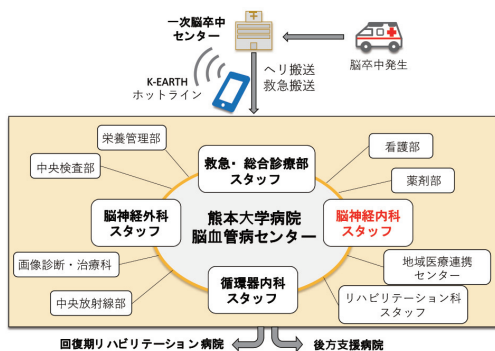 一次脳卒中
センター
脳卒中発生
K-EARTH
ホットライン
ヘリ搬送
救急搬送
栄養管理部
中央検査部
救急・総合診療部
スタッフ
看護部
薬剤部
脳神経外科
スタッフ
熊本大学病院
脳血管病センター
脳神経内科
スタッフ
画像診断・治療科
中央放射線部
循環器内科
スタッフ
地域医療連携
センター
リハビリテーション科
スタッフ
回復期リハビリテーション病院
後方支援病院